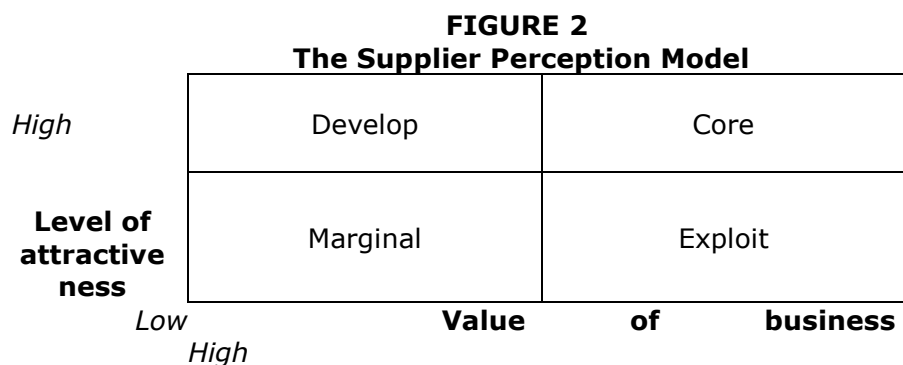 FIGURE 2
The Supplier Perception Model
High
Develop
Core
Level of
attractive
ness
Marginal
Exploit
Low Value of business
High